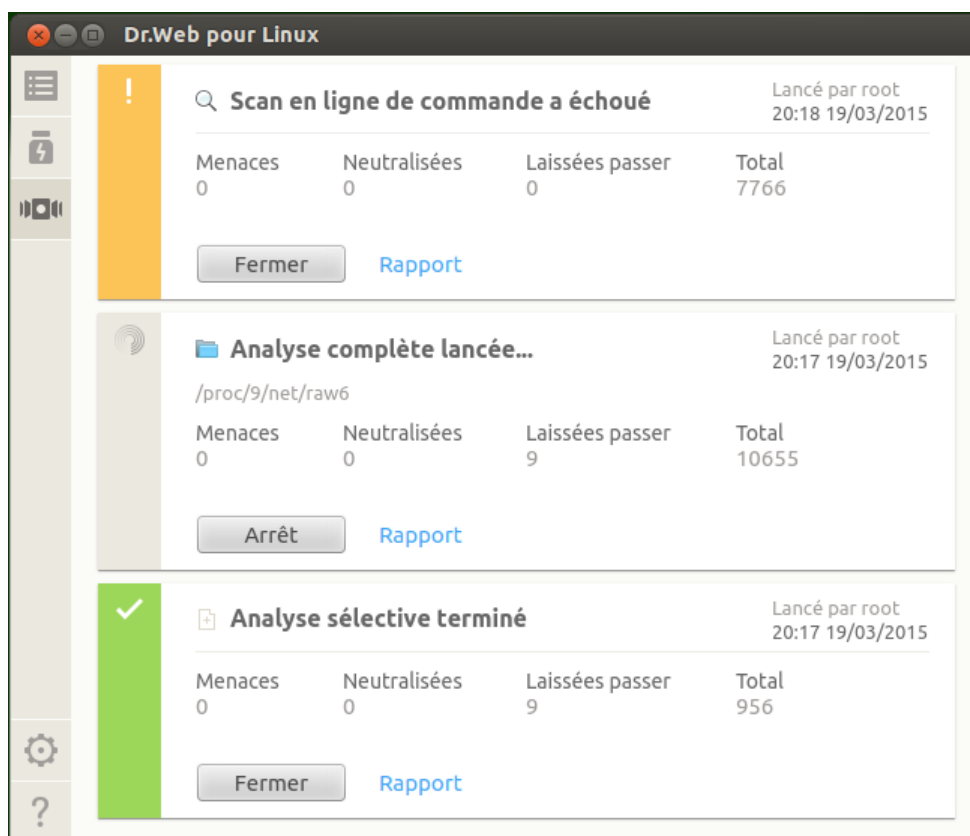 Dr.Web pour Linux
Scan en ligne de commande a échoué
Lancé par root
20:18 19/03/2015
Menaces Neutralisées Laissées passer Total
0 0 0 7766
Fermer Rapport
Analyse complète lancée...
Lancé par root
20:17 19/03/2015
/proc/9/net/raw6
Menaces Neutralisées Laissées passer Total
0 0 9 10655
Arrêt Rapport
Analyse sélective terminé
Lancé par root
20:17 19/03/2015
Menaces Neutralisées Laissées passer Total
0 0 9 956
Fermer Rapport